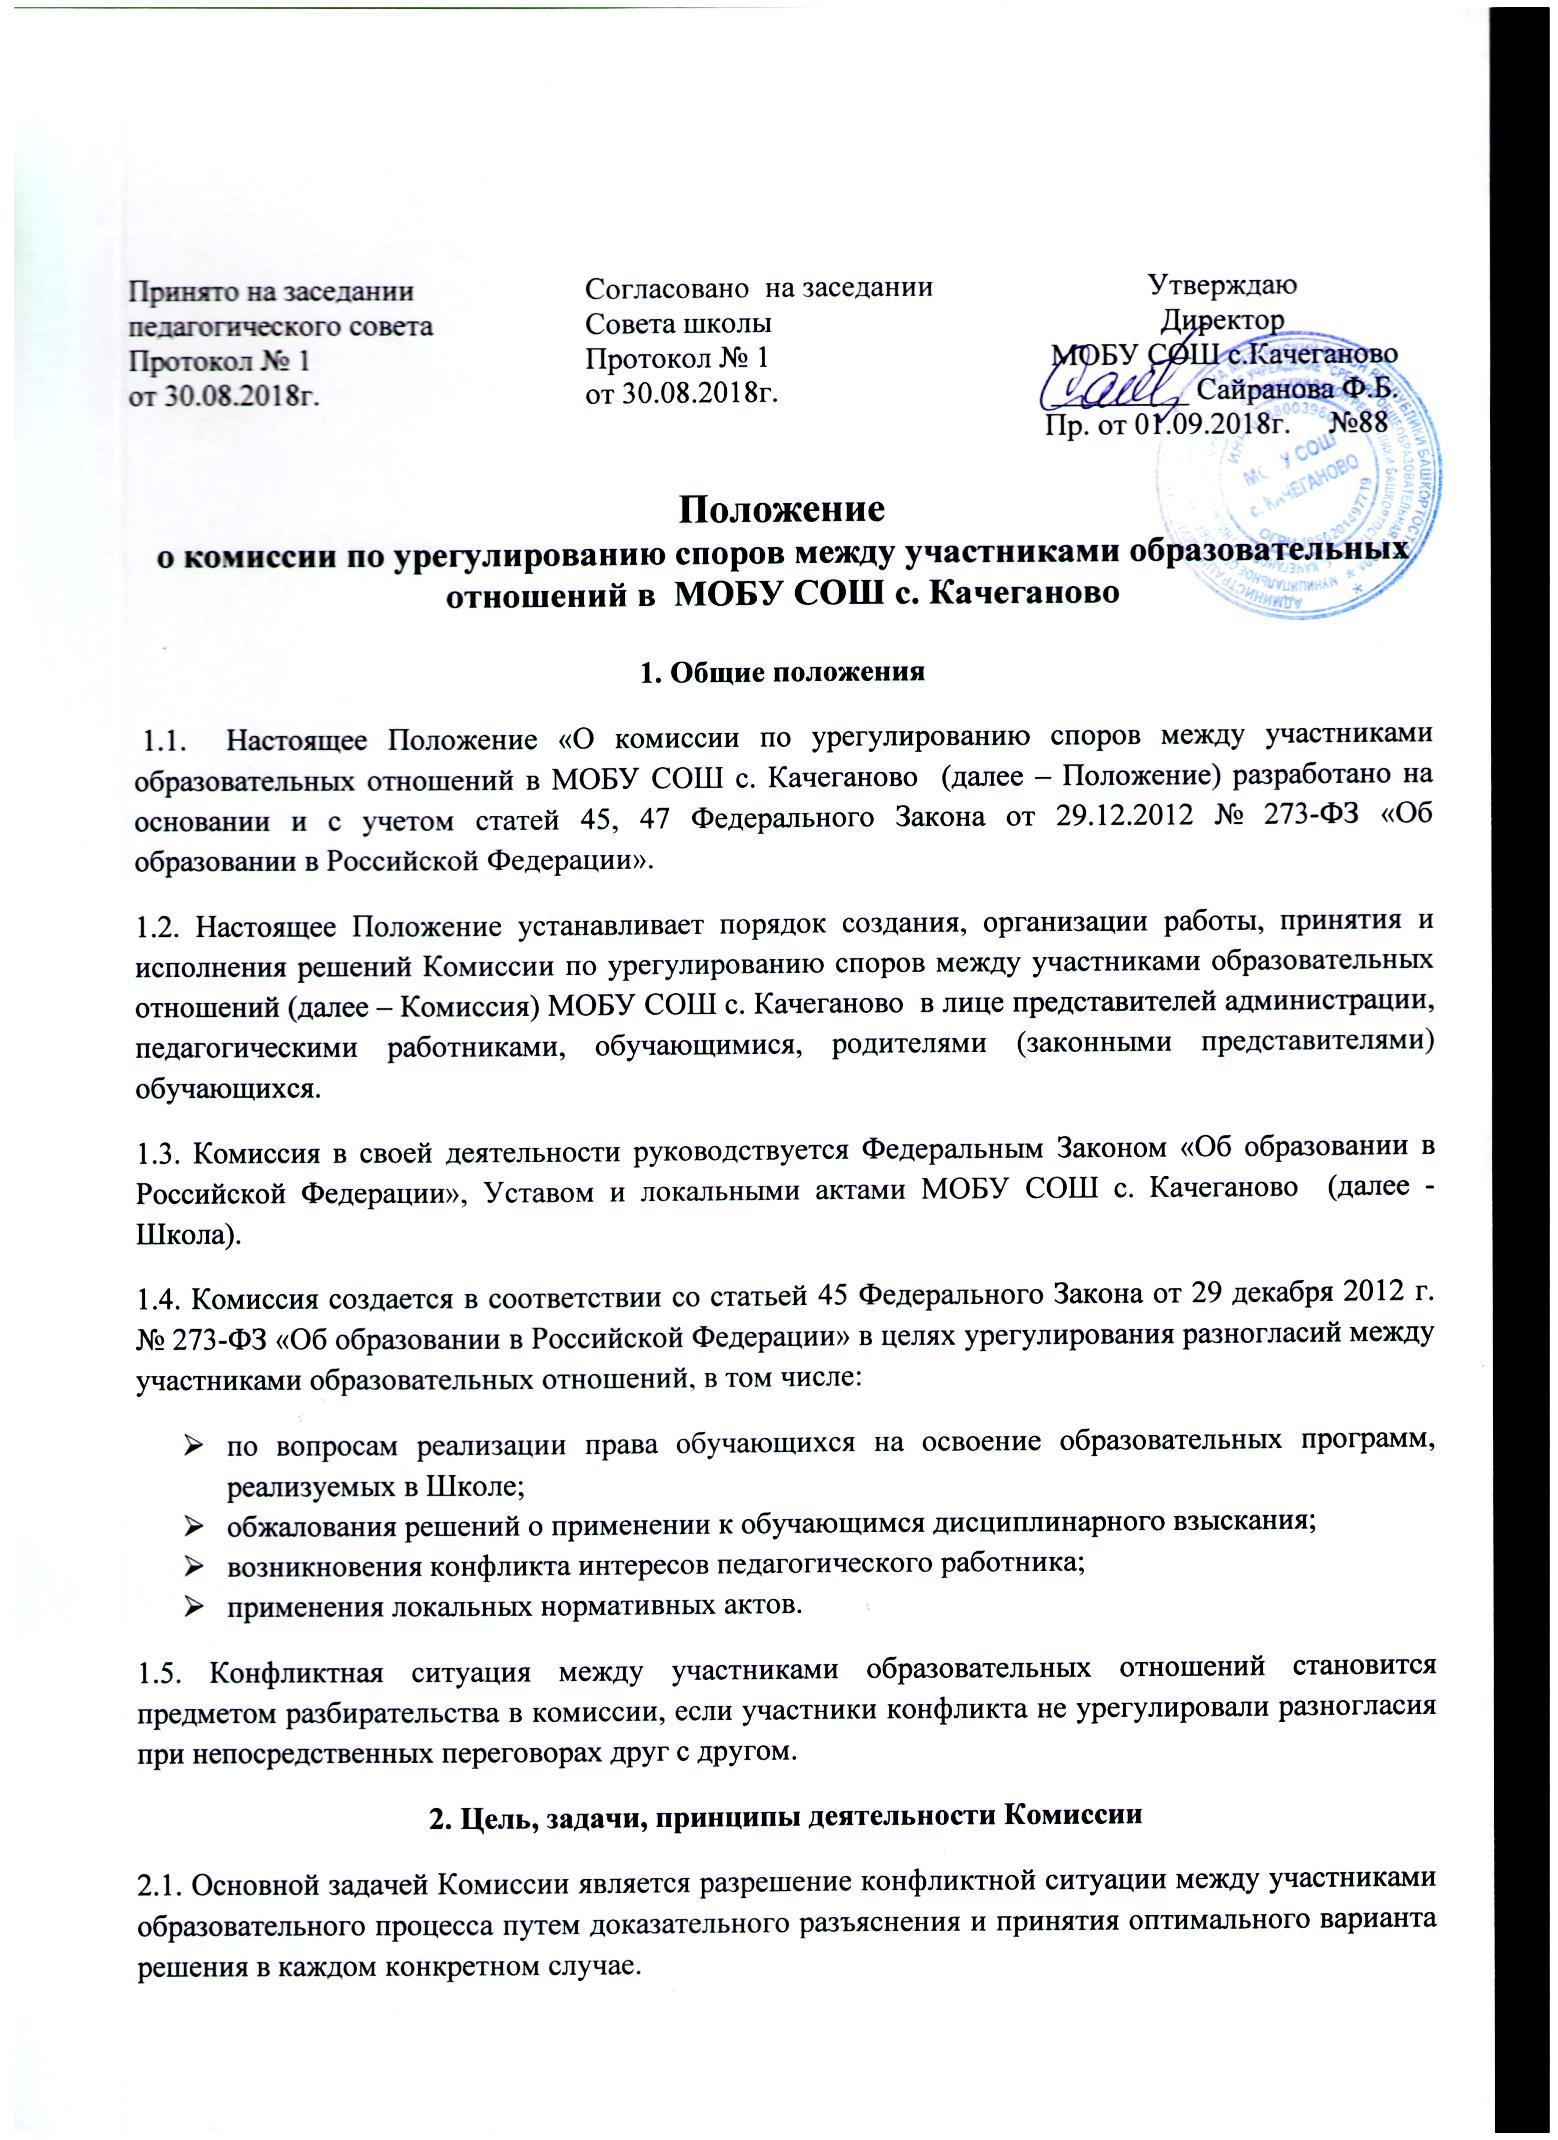 Принято на заседании
педагогического совета
Протокол № 1
от 30.08.2018г.
Согласовано  на заседании
Совета школы
Протокол № 1
от 30.08.2018г.
Утверждаю
Директор
МОБУ СОШ с.Качеганово
__________ Сайранова Ф.Б.
Пр. от 01.09.2018г.     №88
МОБУ СОШ
с. КАЧЕГАНОВО
Положение
о комиссии по урегулированию споров между участниками образовательных
отношений в  МОБУ СОШ с. Качеганово
1. Общие положения
1.1.  Настоящее Положение «О комиссии по урегулированию споров между участниками
образовательных отношений в МОБУ СОШ с. Качеганово  (далее – Положение) разработано на
основании и с учетом статей 45, 47 Федерального Закона от 29.12.2012 № 273-ФЗ «Об
образовании в Российской Федерации».
1.2. Настоящее Положение устанавливает порядок создания, организации работы, принятия и
исполнения решений Комиссии по урегулированию споров между участниками образовательных
отношений (далее – Комиссия) МОБУ СОШ с. Качеганово  в лице представителей администрации,
педагогическими работниками, обучающимися, родителями (законными представителями)
обучающихся.
1.3. Комиссия в своей деятельности руководствуется Федеральным Законом «Об образовании в
Российской Федерации», Уставом и локальными актами МОБУ СОШ с. Качеганово  (далее -
Школа).
1.4. Комиссия создается в соответствии со статьей 45 Федерального Закона от 29 декабря 2012 г.
№ 273-ФЗ «Об образовании в Российской Федерации» в целях урегулирования разногласий между
участниками образовательных отношений, в том числе:
➢ по вопросам реализации права обучающихся на освоение образовательных программ,
реализуемых в Школе;
➢ обжалования решений о применении к обучающимся дисциплинарного взыскания;
➢ возникновения конфликта интересов педагогического работника;
➢ применения локальных нормативных актов.
1.5. Конфликтная ситуация между участниками образовательных отношений становится
предметом разбирательства в комиссии, если участники конфликта не урегулировали разногласия
при непосредственных переговорах друг с другом.
2. Цель, задачи, принципы деятельности Комиссии
2.1. Основной задачей Комиссии является разрешение конфликтной ситуации между участниками
образовательного процесса путем доказательного разъяснения и принятия оптимального варианта
решения в каждом конкретном случае.